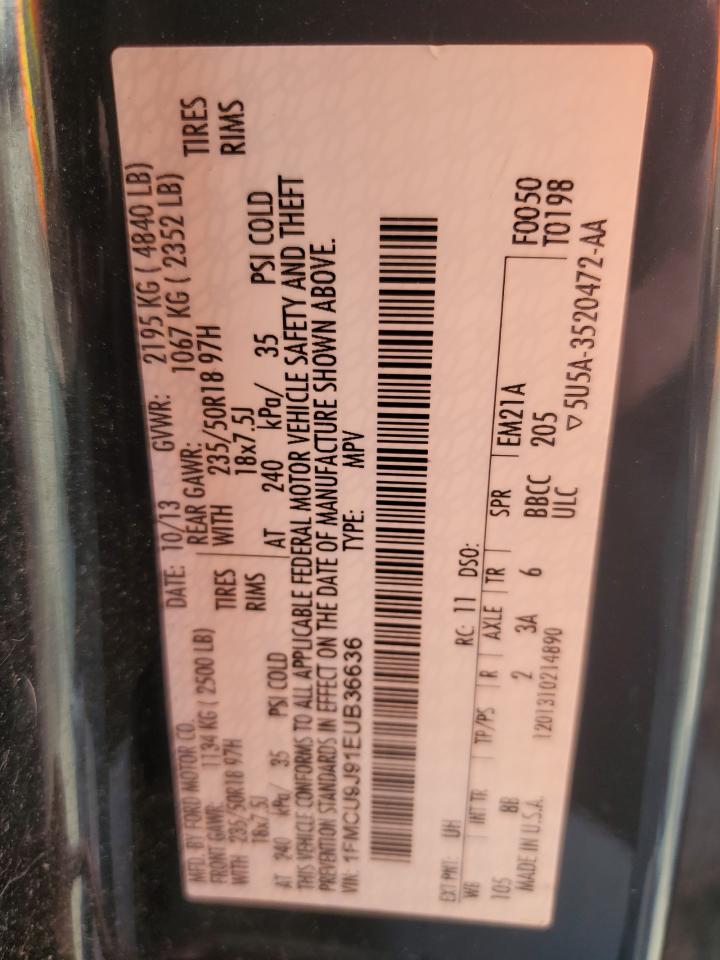 MFD. BY FORD MOTOR CO.
DATE: 10/13 GVWR: 2195 KG ( 4840 LB)
FRONT GAWR: 1134 KG ( 2500 LB) REAR GAWR: 1067 KG ( 2352 LB)
WITH 235/50R18 97H TIRES WITH 235/50R18 97H TIRES
18x7.5J RIMS 18x7.5J RIMS
AT 240 kPa/ 35 PSI COLD AT 240 kPa/ 35 PSI COLD
THIS VEHICLE CONFORMS TO ALL APPLICABLE FEDERAL MOTOR VEHICLE SAFETY AND THEFT
PREVENTION STANDARDS IN EFFECT ON THE DATE OF MANUFACTURE SHOWN ABOVE.
VIN: 1FMCU9J91EUB36636 TYPE: MPV
EXT PNT: UH RC: 11 DSO: F0050
WB INT TR TP/PS R AXLE TR SPR EM21A T0198
105 8B 2 3A 6 BBCC 205
MADE IN U.S.A. 1201310214890 ULC ▽5U5A-3520472-AA